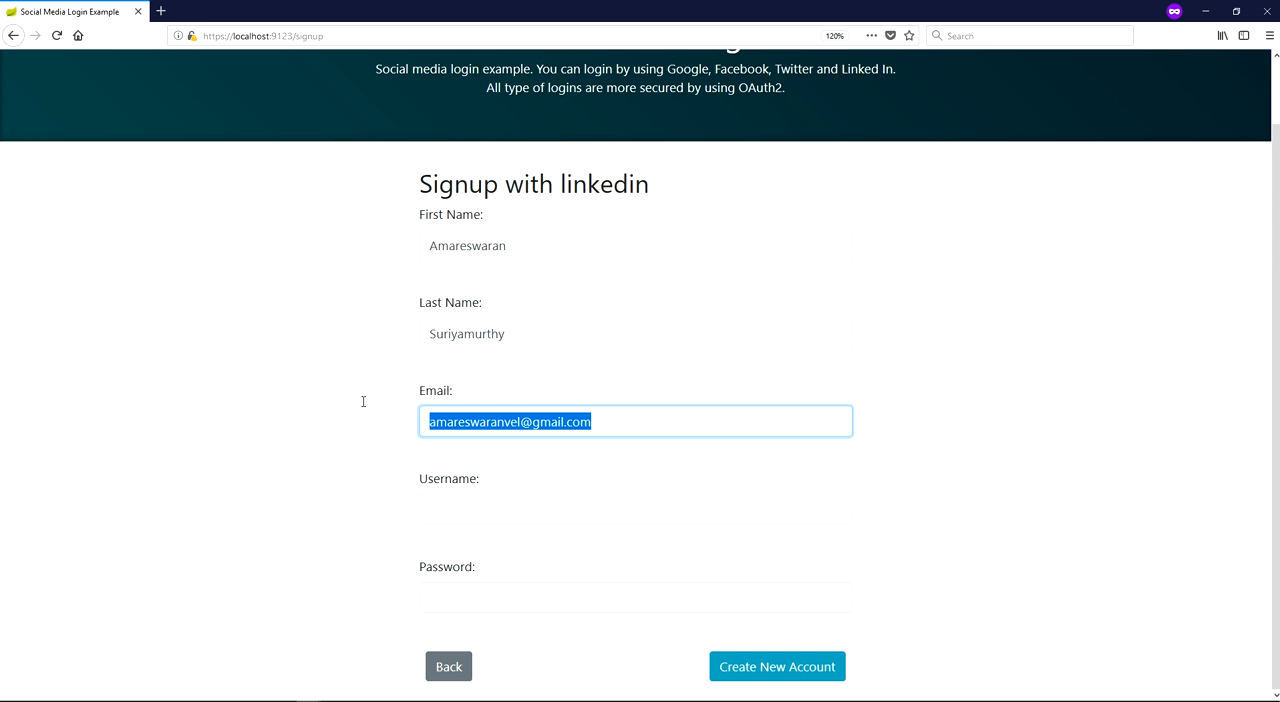 Social Media Login Example
https://localhost:9123/signup
120%
Search
Social media login example. You can login by using Google, Facebook, Twitter and Linked In.
All type of logins are more secured by using OAuth2.
Signup with linkedin
First Name:
Amareswaran
Last Name:
Suriyamurthy
Email:
amareswaranvel@gmail.com
Username:
Password:
Back
Create New Account